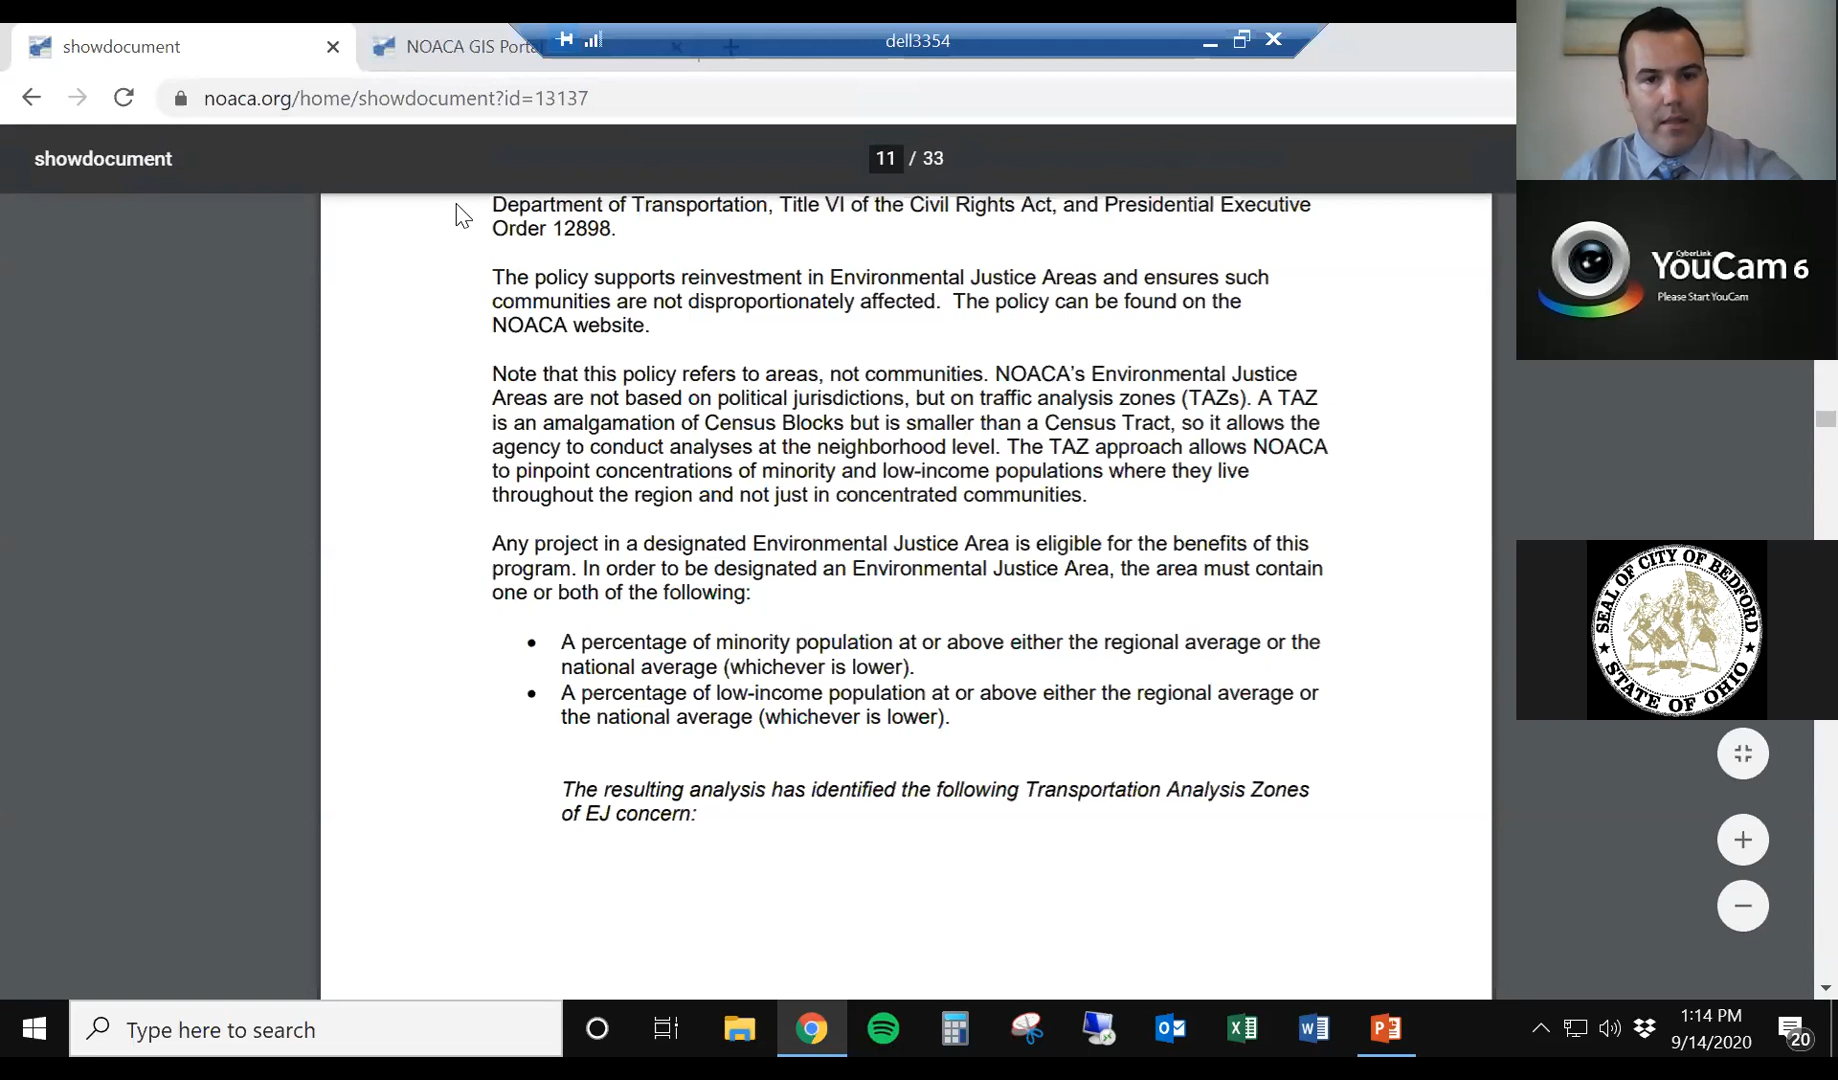 showdocument
NOACA GIS Porta
dell3354
noaca.org/home/showdocument?id=13137
showdocument
11 / 33
Department of Transportation, Title VI of the Civil Rights Act, and Presidential Executive
Order 12898.
The policy supports reinvestment in Environmental Justice Areas and ensures such
communities are not disproportionately affected.  The policy can be found on the
NOACA website.
Note that this policy refers to areas, not communities. NOACA's Environmental Justice
Areas are not based on political jurisdictions, but on traffic analysis zones (TAZs). A TAZ
is an amalgamation of Census Blocks but is smaller than a Census Tract, so it allows the
agency to conduct analyses at the neighborhood level. The TAZ approach allows NOACA
to pinpoint concentrations of minority and low-income populations where they live
throughout the region and not just in concentrated communities.
Any project in a designated Environmental Justice Area is eligible for the benefits of this
program. In order to be designated an Environmental Justice Area, the area must contain
one or both of the following:
• A percentage of minority population at or above either the regional average or the
national average (whichever is lower).
• A percentage of low-income population at or above either the regional average or
the national average (whichever is lower).
The resulting analysis has identified the following Transportation Analysis Zones
of EJ concern:
CyberLink
YouCam 6
Please Start YouCam
SEAL OF CITY OF BEDFORD
STATE OF OHIO
Type here to search
1:14 PM
9/14/2020
20